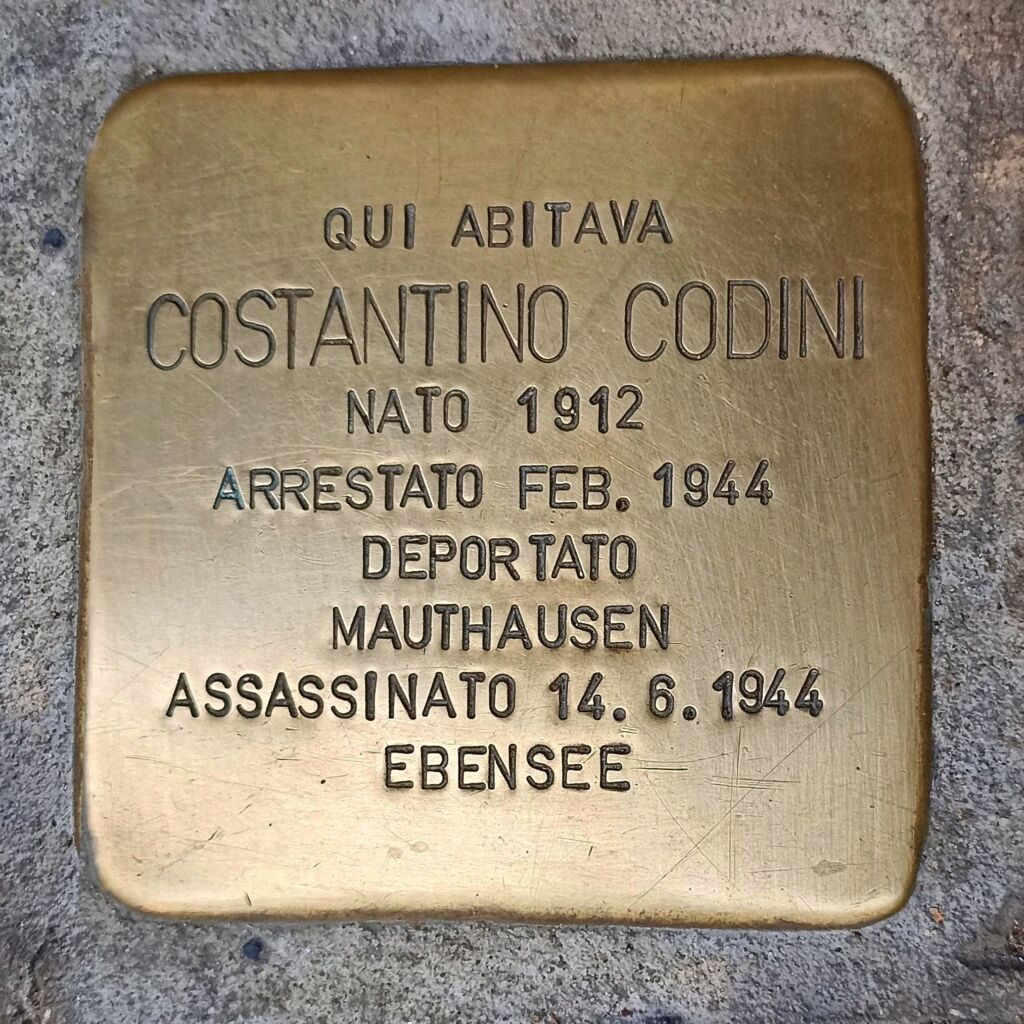 QUI ABITAVA
COSTANTINO CODINI
NATO 1912
ARRESTATO FEB. 1944
DEPORTATO
MAUTHAUSEN
ASSASSINATO 14. 6. 1944
EBENSEE